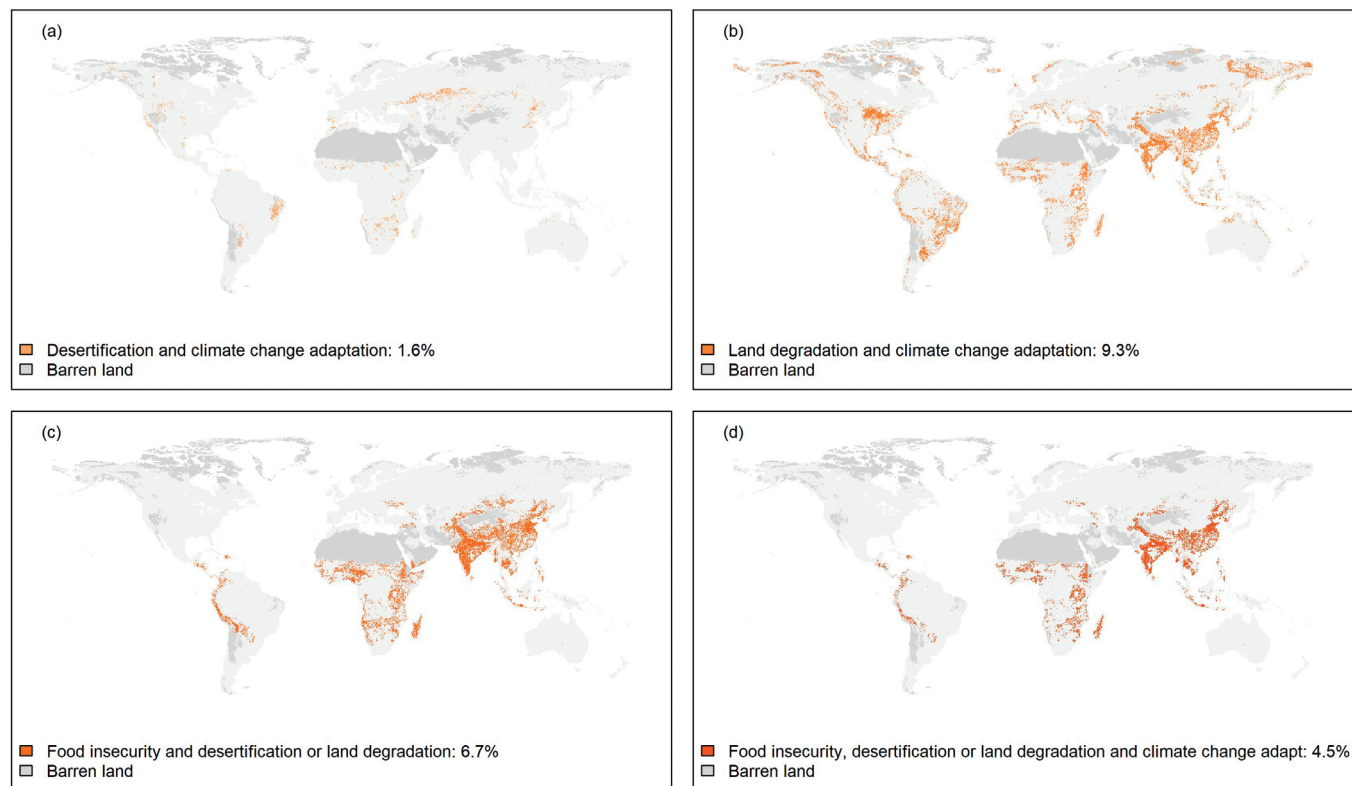 (a)
Desertification and climate change adaptation: 1.6%
Barren land
(b)
Land degradation and climate change adaptation: 9.3%
Barren land
(c)
Food insecurity and desertification or land degradation: 6.7%
Barren land
(d)
Food insecurity, desertification or land degradation and climate change adapt: 4.5%
Barren land